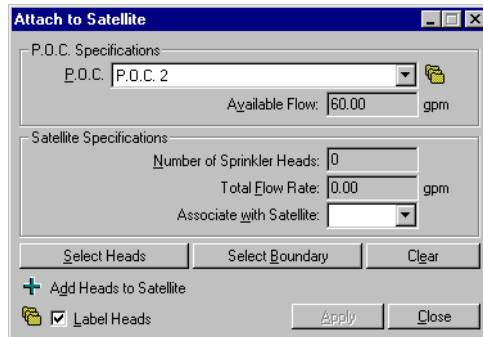 Attach to Satellite
P.O.C. Specifications
P.O.C. P.O.C. 2
Available Flow: 60.00 gpm
Satellite Specifications
Number of Sprinkler Heads: 0
Total Flow Rate: 0.00 gpm
Associate with Satellite:
Select Heads Select Boundary Clear
Add Heads to Satellite
Label Heads Apply Close